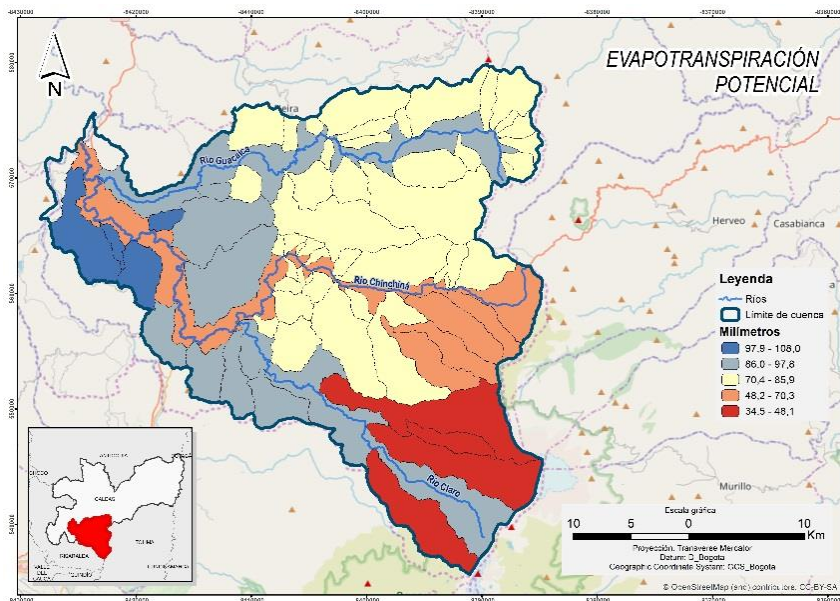 EVAPOTRANSPIRACIÓN
POTENCIAL
N
Río Guacaica
Herveo
Casabianca
Río Chinchiná
Leyenda
Ríos
Límite de cuenca
Milímetros
97,9 - 108,0
86,0 - 97,8
70,4 - 85,9
48,2 - 70,3
34,5 - 48,1
Río Claro
Murillo
CALDAS
RISARALDA
TOLIMA
QUINDIO
Escala gráfica
10 5 0 10
Km
Proyección: Transverse Mercator
Datum: D_Bogota
Geographic Coordinate System: GCS_Bogota
© OpenStreetMap (and) contributors, CC-BY-SA